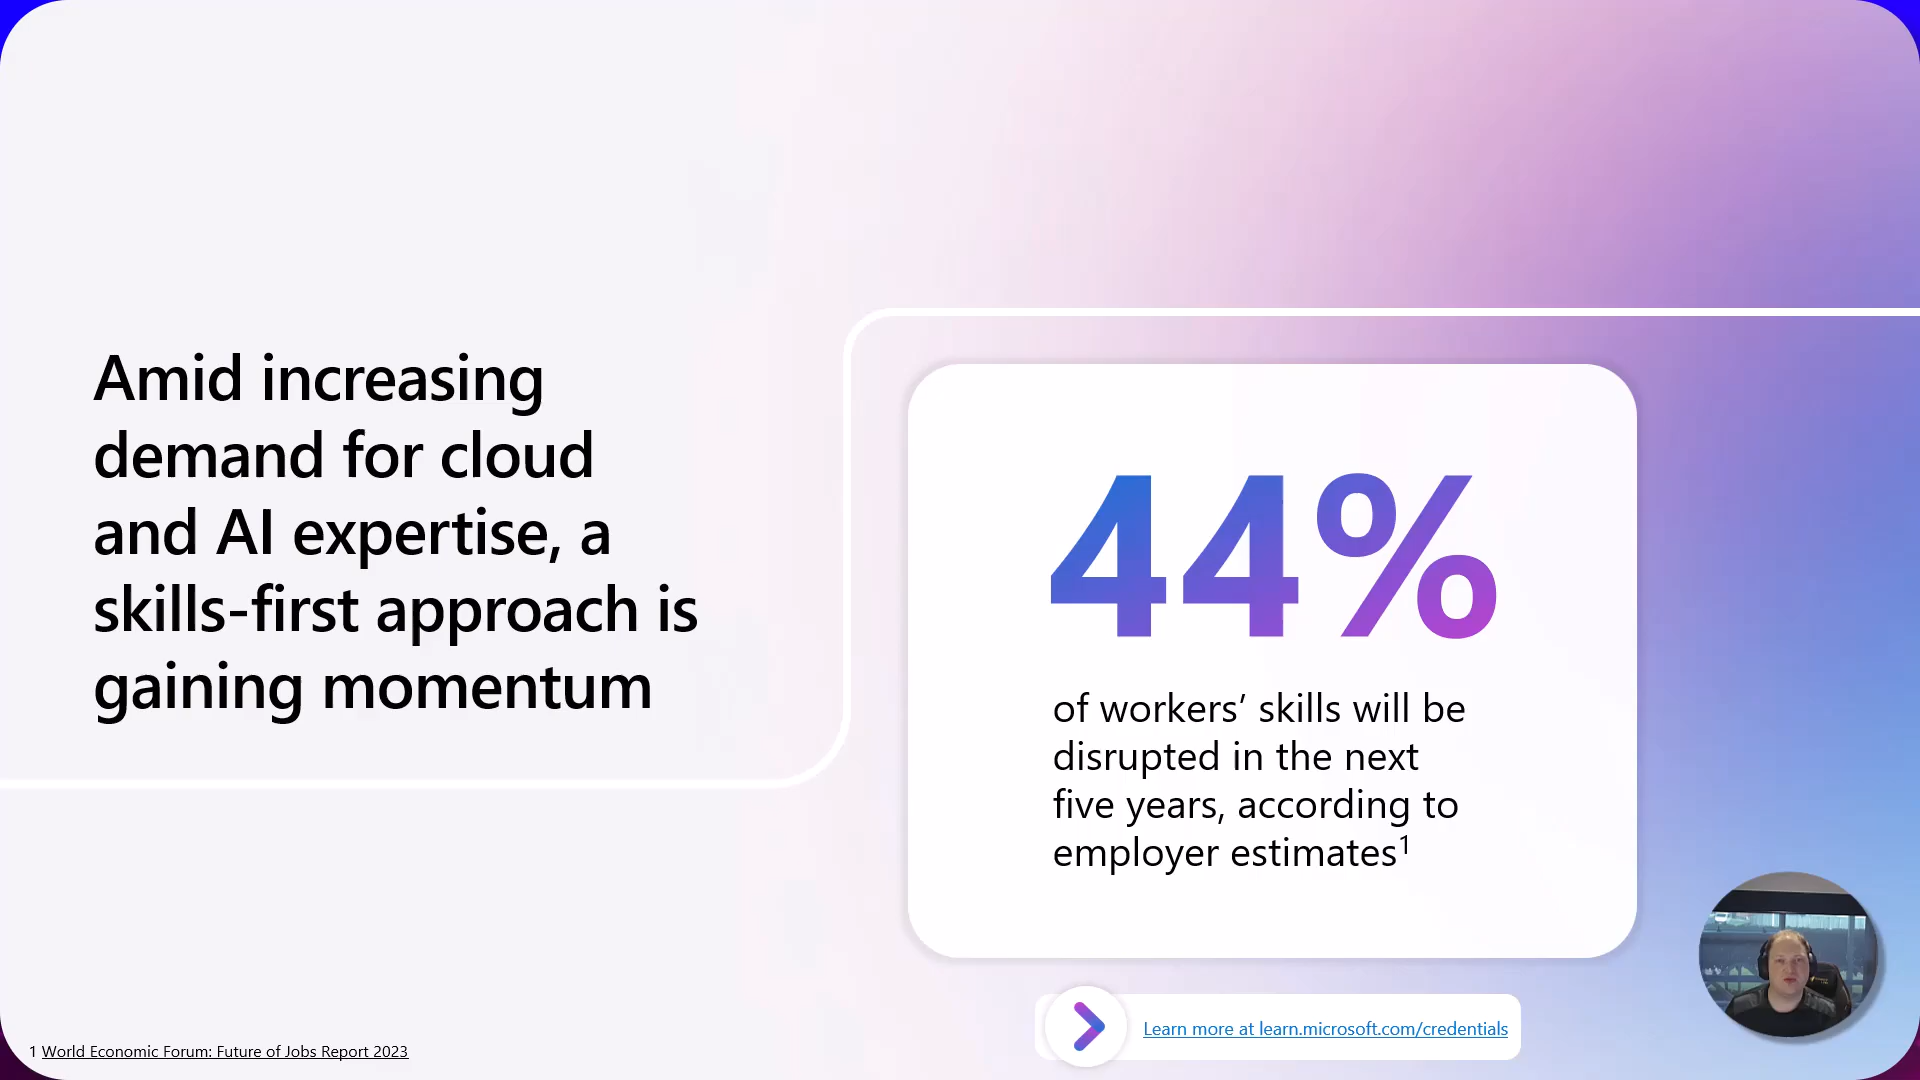 Amid increasing
demand for cloud
and AI expertise, a
skills-first approach is
gaining momentum
44%
of workers’ skills will be
disrupted in the next
five years, according to
employer estimates¹
Learn more at learn.microsoft.com/credentials
1 World Economic Forum: Future of Jobs Report 2023